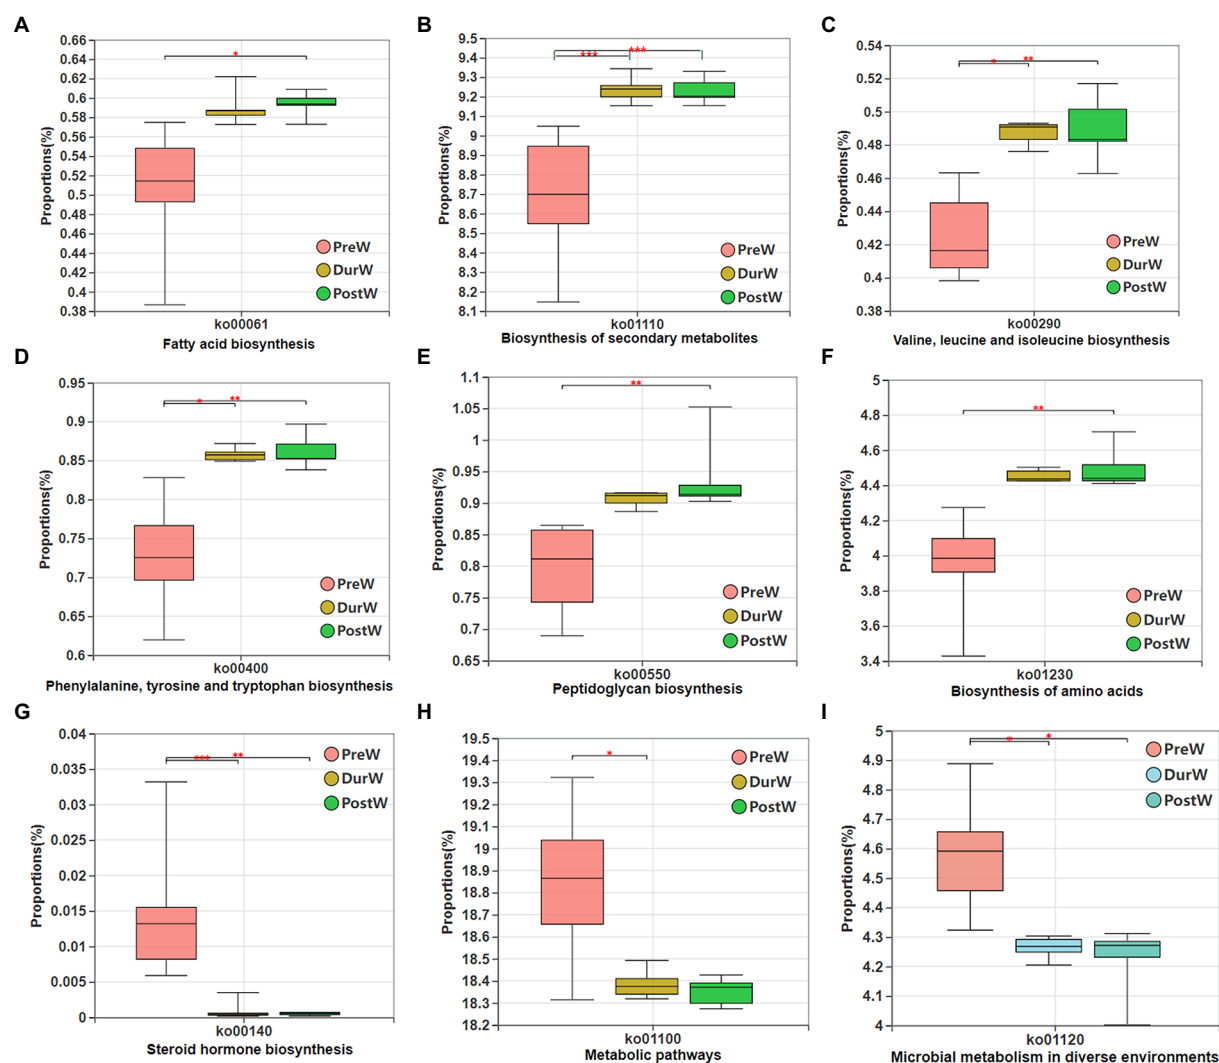 A
0.66
0.64
0.62
0.6
0.58
0.56
0.54
0.52
0.5
0.48
0.46
0.44
0.42
0.4
0.38
Proportions(%)
*
PreW
DurW
PostW
ko00061
Fatty acid biosynthesis
B
9.5
9.4
9.3
9.2
9.1
9
8.9
8.8
8.7
8.6
8.5
8.4
8.3
8.2
8.1
Proportions(%)
***
***
PreW
DurW
PostW
ko01110
Biosynthesis of secondary metabolites
C
0.54
0.52
0.5
0.48
0.46
0.44
0.42
0.4
0.38
Proportions(%)
**
*
PreW
DurW
PostW
ko00290
Valine, leucine and isoleucine biosynthesis
D
0.95
0.9
0.85
0.8
0.75
0.7
0.65
0.6
Proportions(%)
**
*
PreW
DurW
PostW
ko00400
Phenylalanine, tyrosine and tryptophan biosynthesis
E
1.1
1.05
1
0.95
0.9
0.85
0.8
0.75
0.7
0.65
Proportions(%)
**
PreW
DurW
PostW
ko00550
Peptidoglycan biosynthesis
F
5
4.8
4.6
4.4
4.2
4
3.8
3.6
3.4
Proportions(%)
**
PreW
DurW
PostW
ko01230
Biosynthesis of amino acids
G
0.04
0.035
0.03
0.025
0.02
0.015
0.01
0.005
0
Proportions(%)
**
***
PreW
DurW
PostW
ko00140
Steroid hormone biosynthesis
H
19.5
19.4
19.3
19.2
19.1
19
18.9
18.8
18.7
18.6
18.5
18.4
18.3
18.2
Proportions(%)
*
PreW
DurW
PostW
ko01100
Metabolic pathways
I
5
4.9
4.8
4.7
4.6
4.5
4.4
4.3
4.2
4.1
4
Proportions(%)
*
*
PreW
DurW
PostW
ko01120
Microbial metabolism in diverse environments